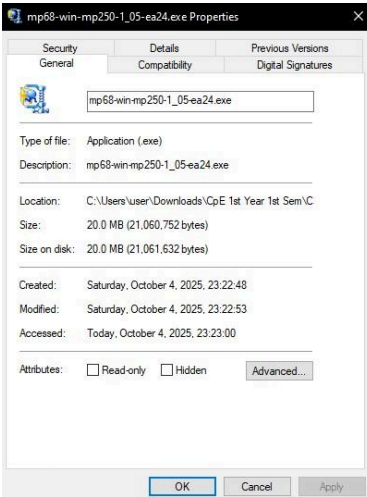 mp68-win-mp250-1_05-ea24.exe Properties
Security Details Previous Versions
General Compatibility Digital Signatures
mp68-win-mp250-1_05-ea24.exe
Type of file: Application (.exe)
Description: mp68-win-mp250-1_05-ea24.exe
Location: C:\Users\user\Downloads\CpE 1st Year 1st Sem\C
Size: 20.0 MB (21,060,752 bytes)
Size on disk: 20.0 MB (21,061,632 bytes)
Created: Saturday, October 4, 2025, 23:22:48
Modified: Saturday, October 4, 2025, 23:22:53
Accessed: Today, October 4, 2025, 23:23:00
Attributes: Read-only Hidden Advanced...
OK Cancel Apply